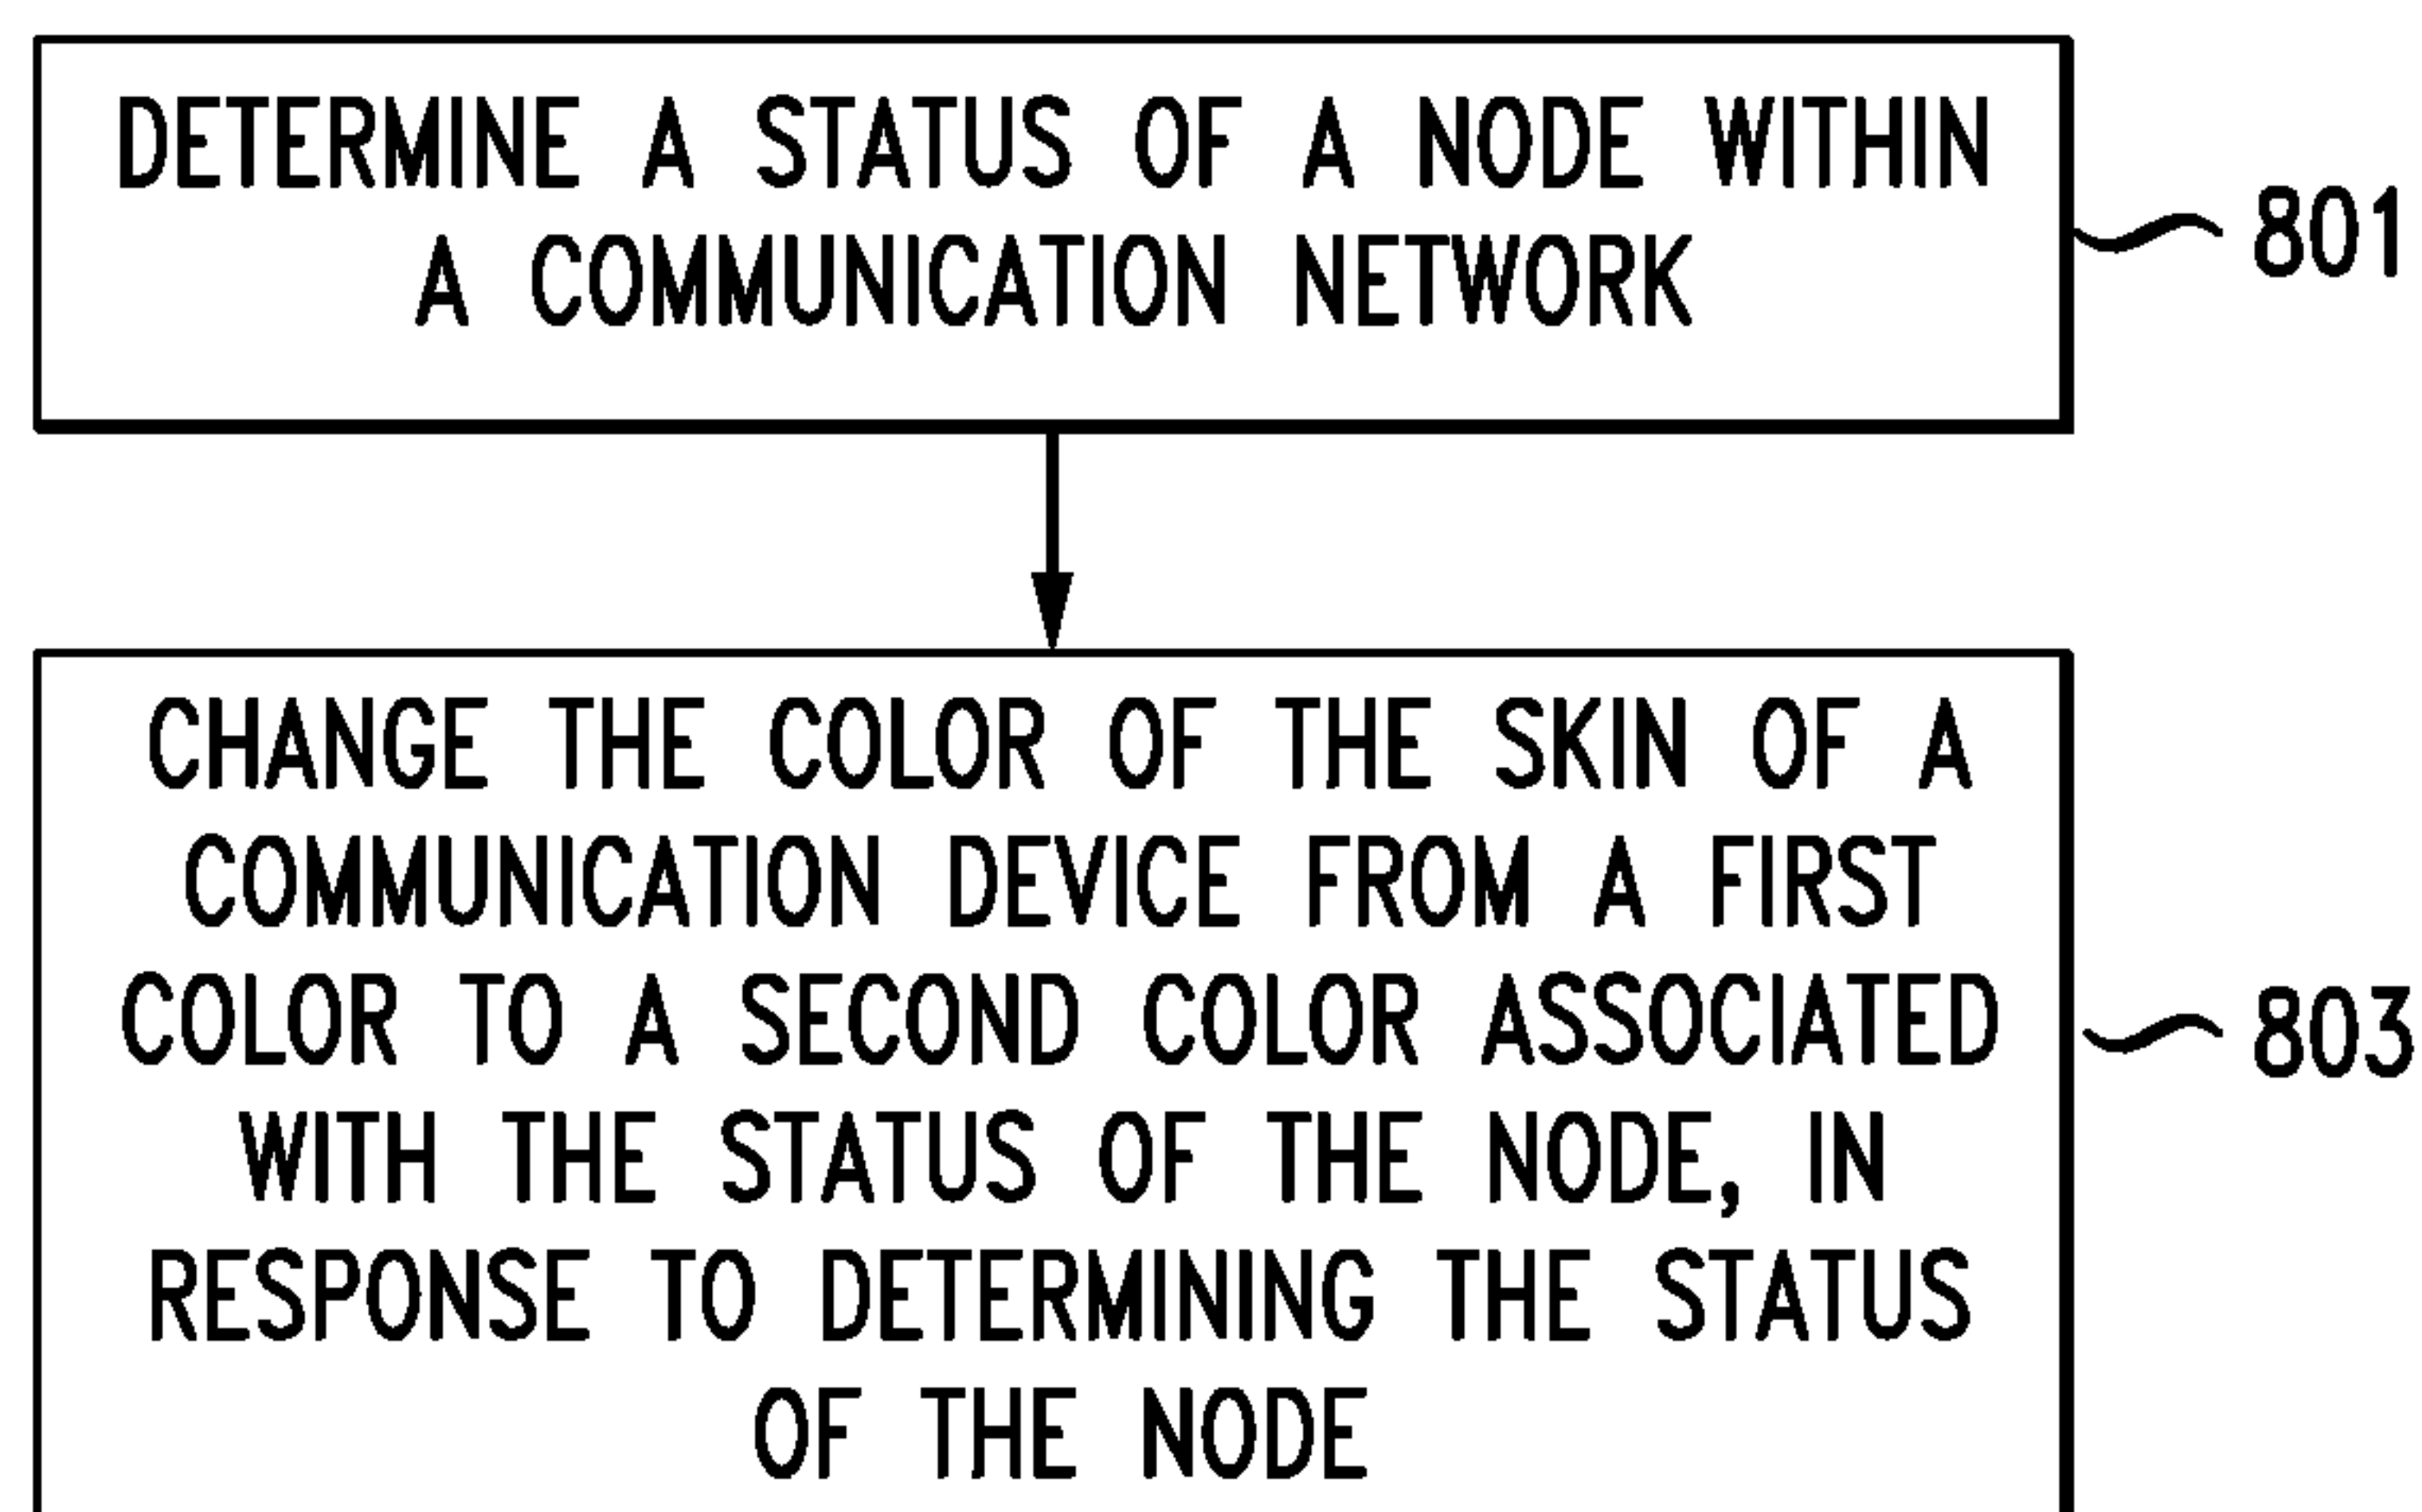 DETERMINE A STATUS OF A NODE WITHIN
A COMMUNICATION NETWORK
801
CHANGE THE COLOR OF THE SKIN OF A
COMMUNICATION DEVICE FROM A FIRST
COLOR TO A SECOND COLOR ASSOCIATED
WITH THE STATUS OF THE NODE, IN
RESPONSE TO DETERMINING THE STATUS
OF THE NODE
803